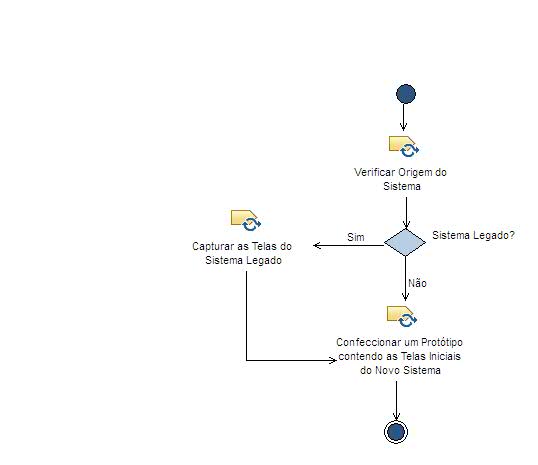 Verificar Origem do
Sistema
Sistema Legado?
Sim
Capturar as Telas do
Sistema Legado
Não
Confeccionar um Protótipo
contendo as Telas Iniciais
do Novo Sistema